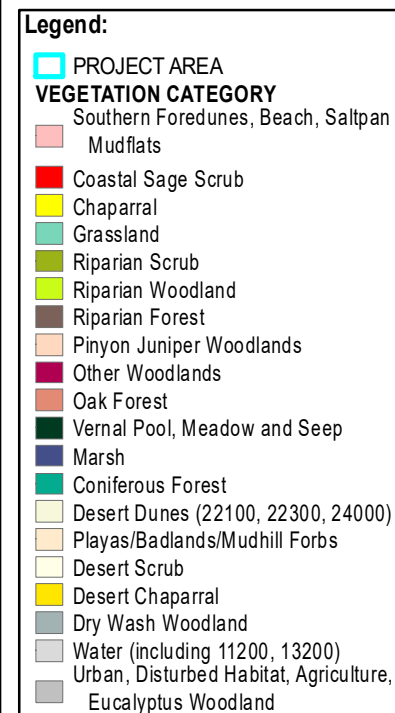 Legend:
PROJECT AREA
VEGETATION CATEGORY
Southern Foredunes, Beach, Saltpan
Mudflats
Coastal Sage Scrub
Chaparral
Grassland
Riparian Scrub
Riparian Woodland
Riparian Forest
Pinyon Juniper Woodlands
Other Woodlands
Oak Forest
Vernal Pool, Meadow and Seep
Marsh
Coniferous Forest
Desert Dunes (22100, 22300, 24000)
Playas/Badlands/Mudhill Forbs
Desert Scrub
Desert Chaparral
Dry Wash Woodland
Water (including 11200, 13200)
Urban, Disturbed Habitat, Agriculture,
Eucalyptus Woodland